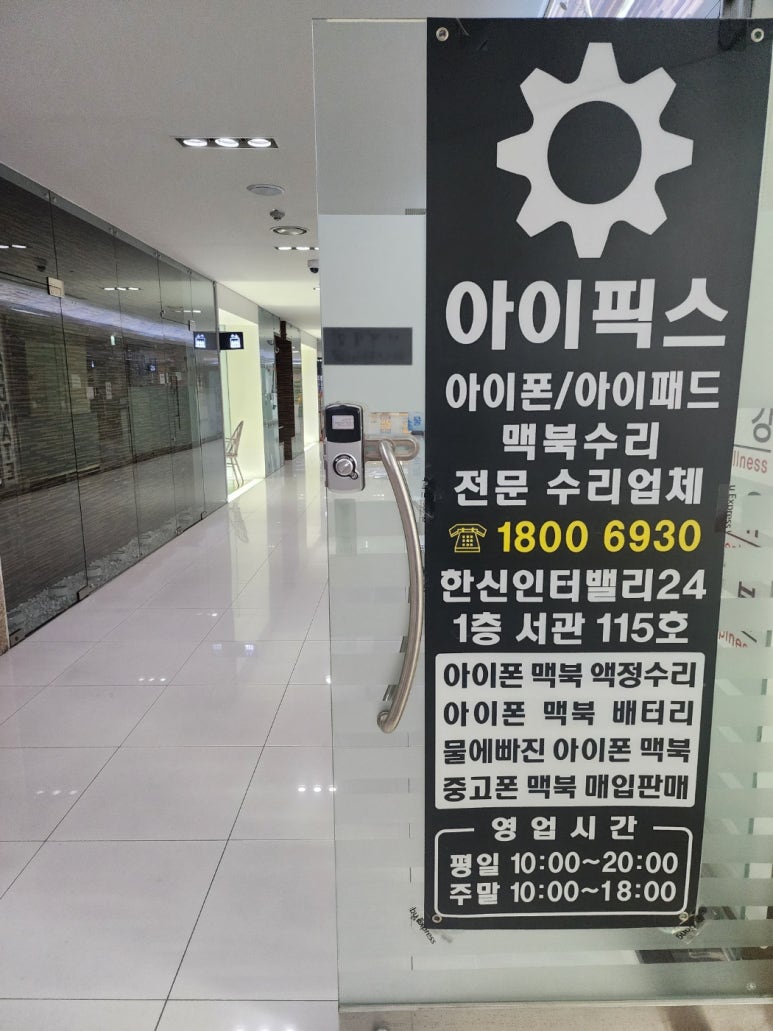 아이픽스
아이폰/아이패드
맥북수리
전문 수리업체
☎ 1800 6930
한신인터밸리24
1층 서관 115호
아이폰 맥북 액정수리
아이폰 맥북 배터리
물에빠진 아이폰 맥북
중고폰 맥북 매입판매
영업시간
평일 10:00~20:00
주말 10:00~18:00
by Express